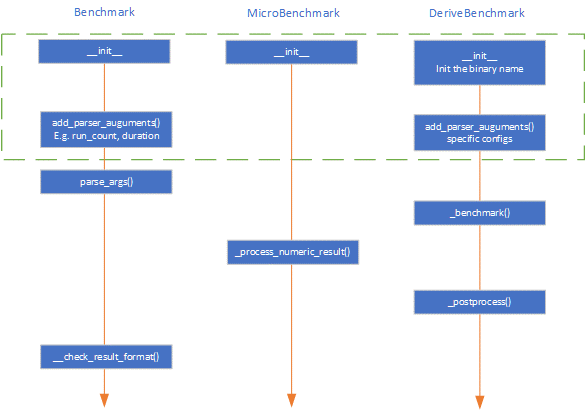 Benchmark
MicroBenchmark
DeriveBenchmark
__init__
__init__
__init__
Init the binary name
add_parser_auguments()
E.g. run_count, duration
add_parser_auguments()
specific configs
parse_args()
_benchmark()
_process_numeric_result()
_postprocess()
__check_result_format()